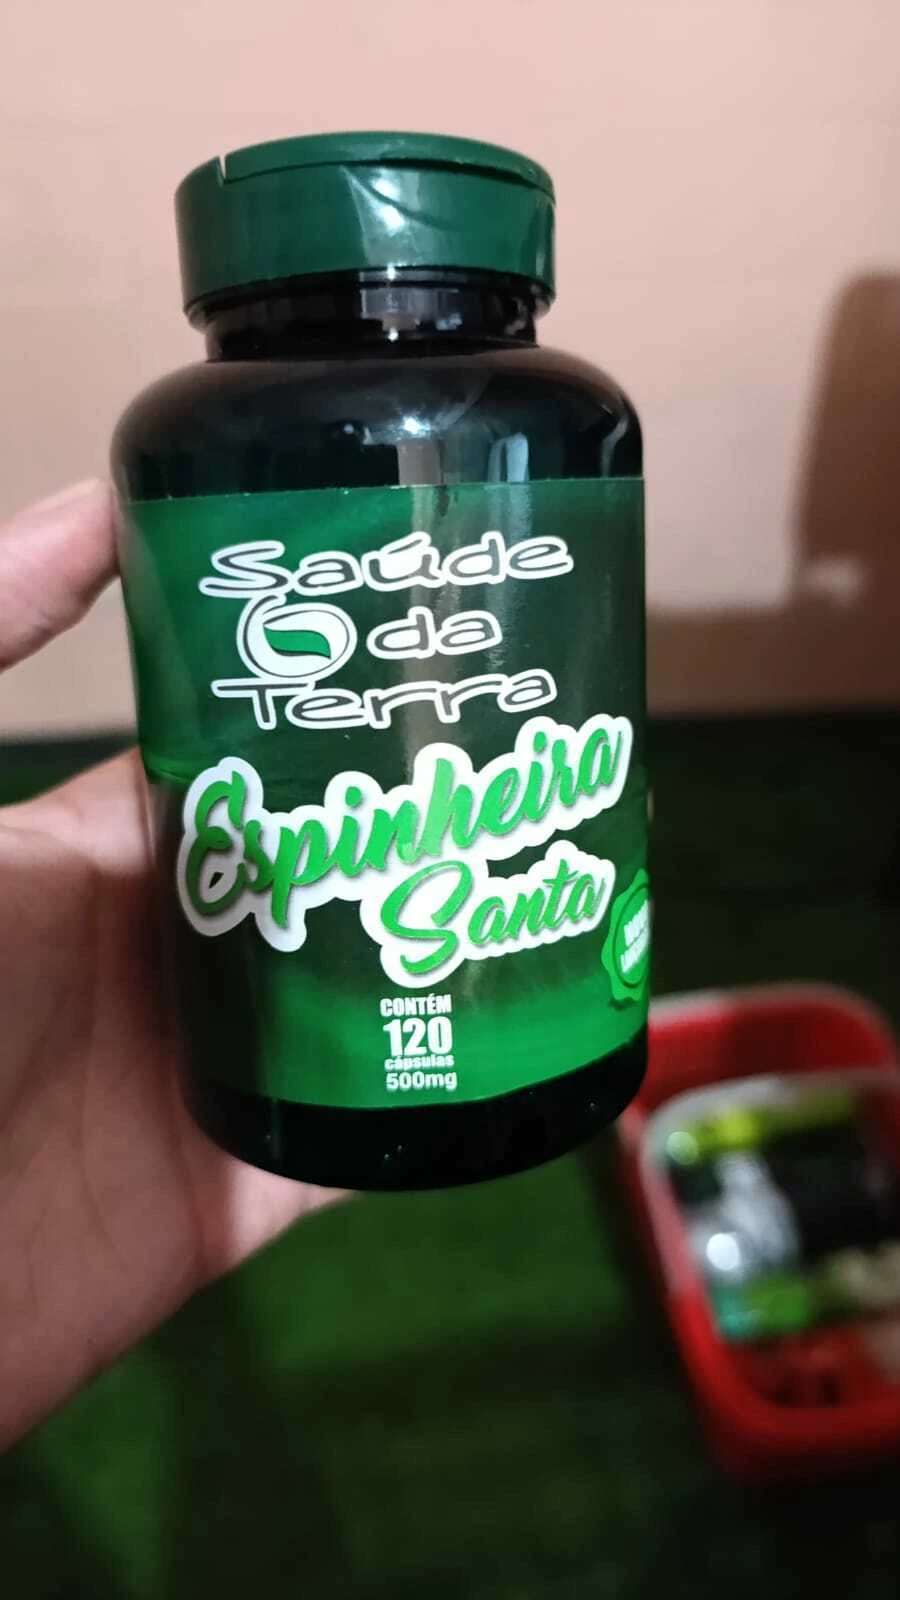 Saúde
da
Terra
Espinheira
Santa
CONTÉM
120
cápsulas
500mg